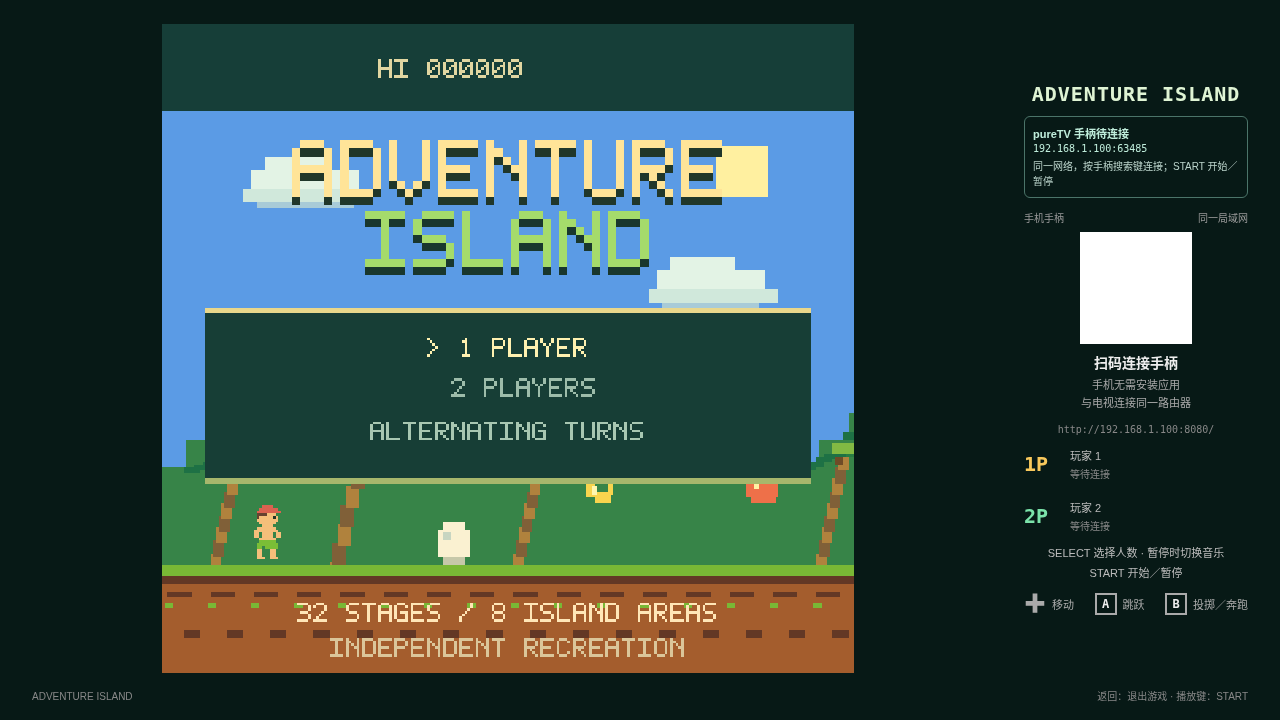 HI 000000
ADVENTURE
ISLAND
> 1 PLAYER
2 PLAYERS
ALTERNATING TURNS
32 STAGES / 8 ISLAND AREAS
INDEPENDENT RECREATION
ADVENTURE ISLAND
pureTV 手柄待连接
192.168.1.100:63485
同一网络，按手柄搜索键连接；START 开始／
暂停
手机手柄 同一局域网
扫码连接手柄
手机无需安装应用
与电视连接同一路由器
http://192.168.1.100:8080/
1P 玩家 1
等待连接
2P 玩家 2
等待连接
SELECT 选择人数 · 暂停时切换音乐
START 开始／暂停
移动 A 跳跃 B 投掷／奔跑
ADVENTURE ISLAND
返回：退出游戏 · 播放键：START